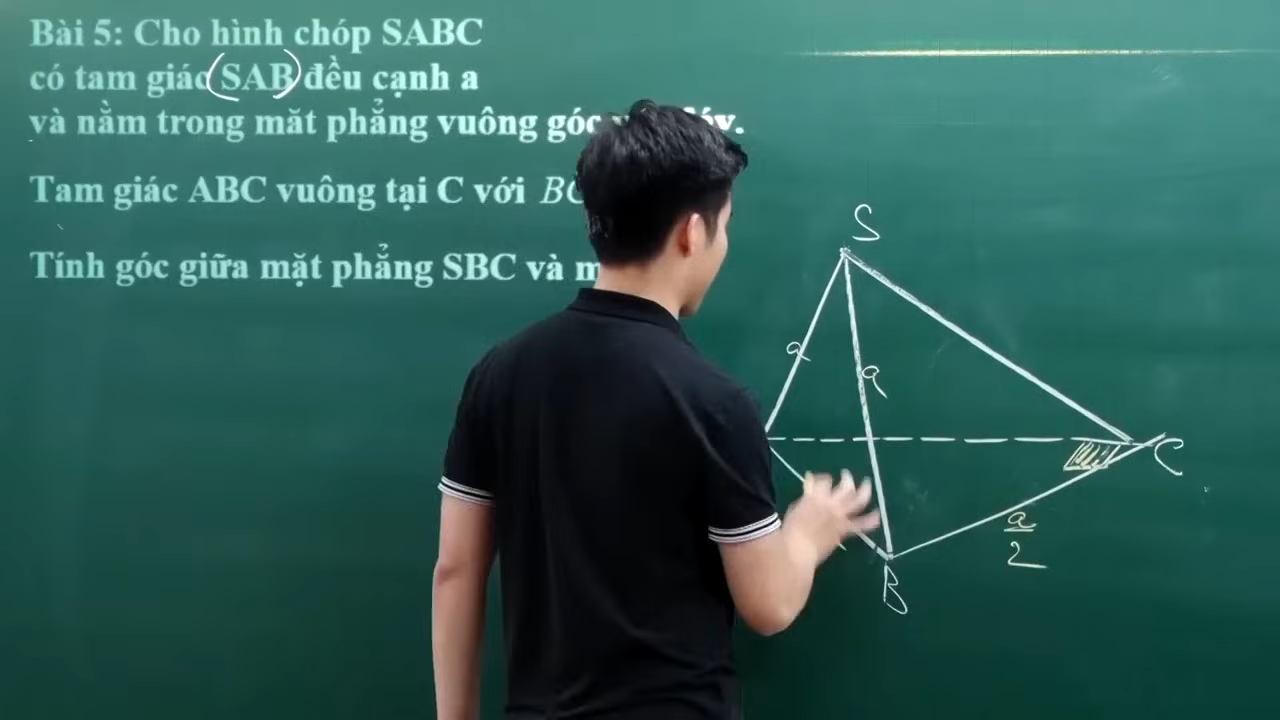 Bài 5: Cho hình chóp SABC
có tam giác SAB đều cạnh a
và nằm trong mặt phẳng vuông góc
Tam giác ABC vuông tại C với
Tính góc giữa mặt phẳng SBC và
S
a
a
C
a
2
B